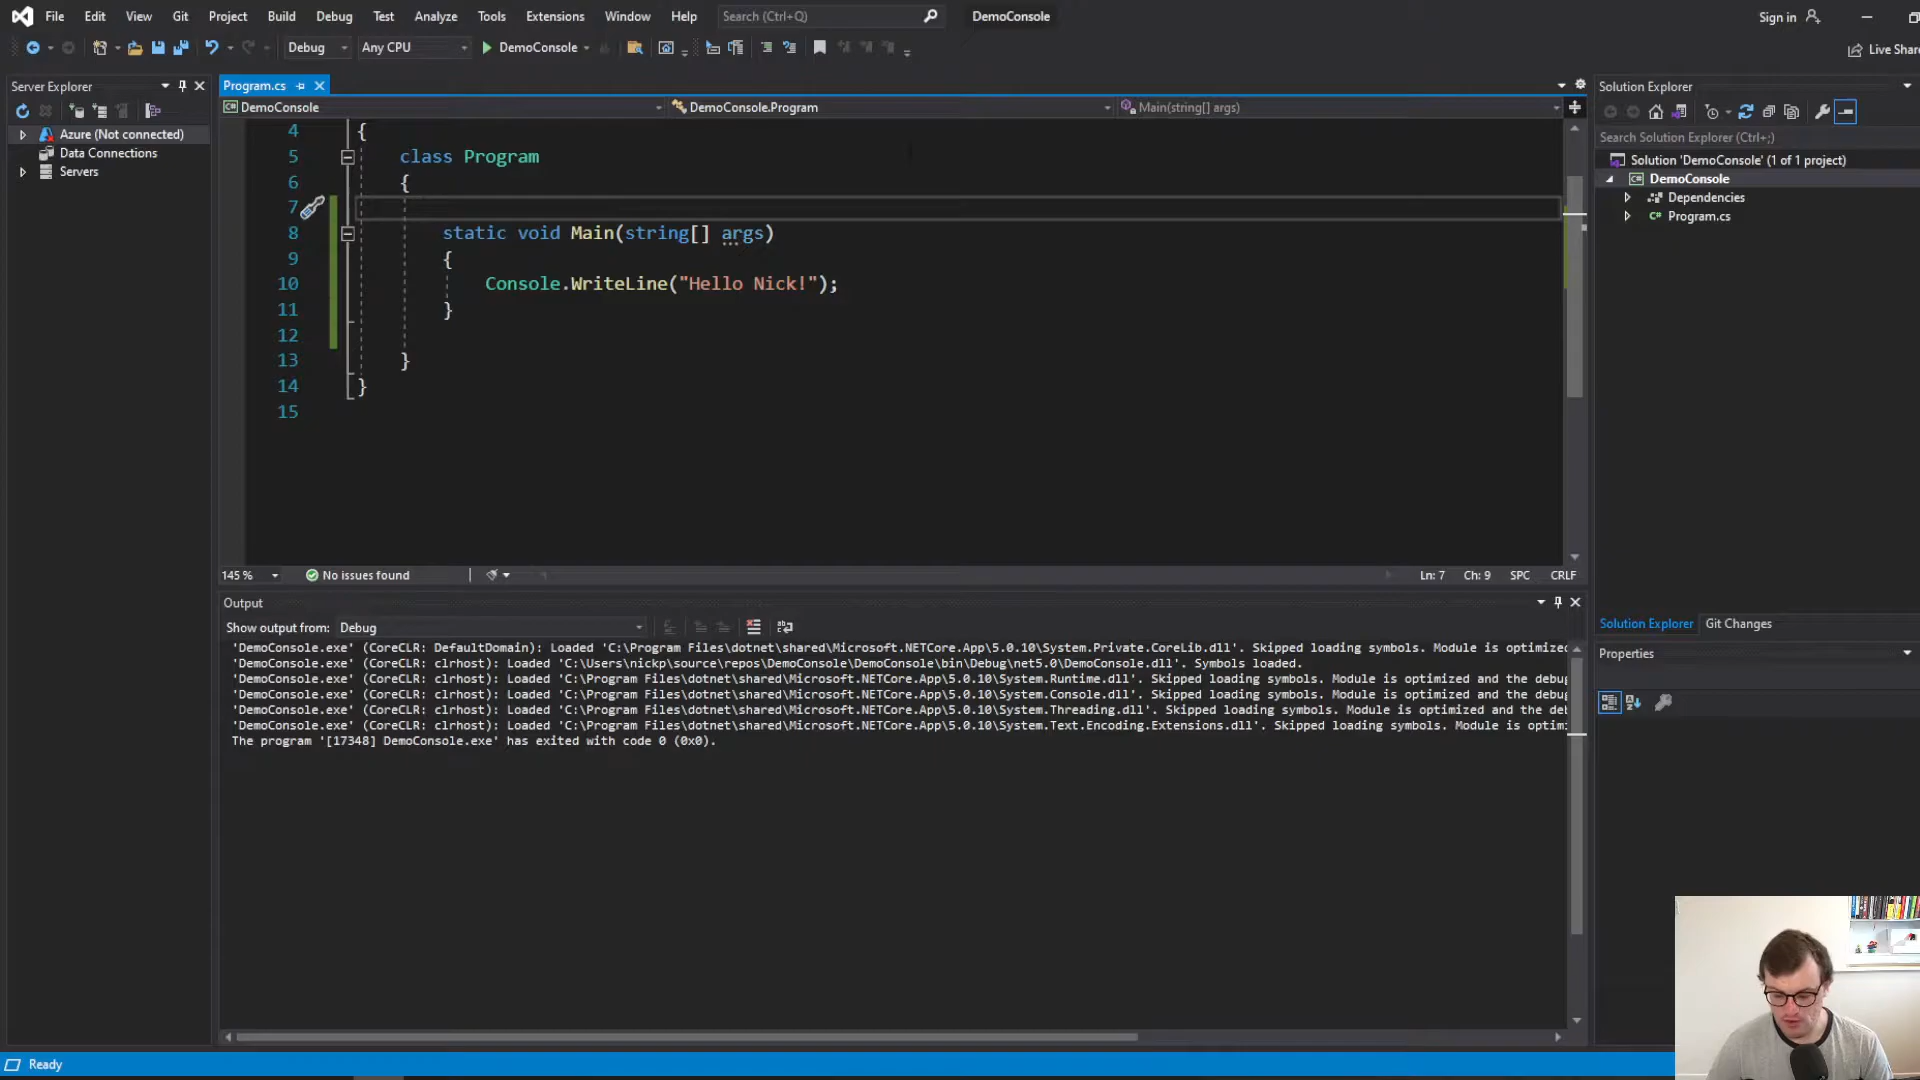 File Edit View Git Project Build Debug Test Analyze Tools Extensions Window Help Search (Ctrl+Q) DemoConsole Sign in
Debug Any CPU DemoConsole Live Share
Server Explorer
Azure (Not connected)
Data Connections
Servers
Program.cs
DemoConsole DemoConsole.Program Main(string[] args)
4 {
5 class Program
6 {
7
8 static void Main(string[] args)
9 {
10 Console.WriteLine("Hello Nick!");
11 }
12
13 }
14 }
15
145 % No issues found Ln: 7 Ch: 9 SPC CRLF
Output
Show output from: Debug
'DemoConsole.exe' (CoreCLR: DefaultDomain): Loaded 'C:\Program Files\dotnet\shared\Microsoft.NETCore.App\5.0.10\System.Private.CoreLib.dll'. Skipped loading symbols. Module is optimized
'DemoConsole.exe' (CoreCLR: clrhost): Loaded 'C:\Users\nickp\source\repos\DemoConsole\DemoConsole\bin\Debug\net5.0\DemoConsole.dll'. Symbols loaded.
'DemoConsole.exe' (CoreCLR: clrhost): Loaded 'C:\Program Files\dotnet\shared\Microsoft.NETCore.App\5.0.10\System.Runtime.dll'. Skipped loading symbols. Module is optimized and the debug
'DemoConsole.exe' (CoreCLR: clrhost): Loaded 'C:\Program Files\dotnet\shared\Microsoft.NETCore.App\5.0.10\System.Console.dll'. Skipped loading symbols. Module is optimized and the debug
'DemoConsole.exe' (CoreCLR: clrhost): Loaded 'C:\Program Files\dotnet\shared\Microsoft.NETCore.App\5.0.10\System.Threading.dll'. Skipped loading symbols. Module is optimized and the deb
'DemoConsole.exe' (CoreCLR: clrhost): Loaded 'C:\Program Files\dotnet\shared\Microsoft.NETCore.App\5.0.10\System.Text.Encoding.Extensions.dll'. Skipped loading symbols. Module is optim
The program '[17348] DemoConsole.exe' has exited with code 0 (0x0).
Solution Explorer
Search Solution Explorer (Ctrl+;)
Solution 'DemoConsole' (1 of 1 project)
DemoConsole
Dependencies
Program.cs
Solution Explorer Git Changes
Properties
Ready